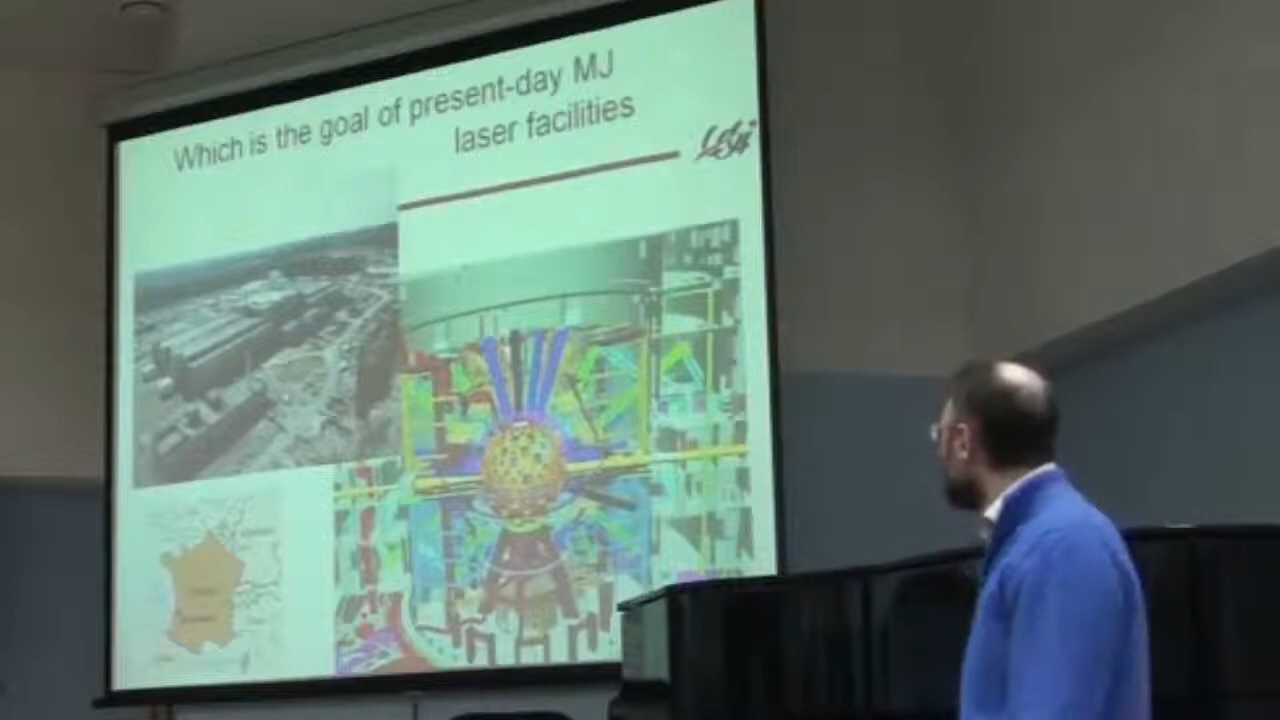 Which is the goal of present-day MJ
laser facilities